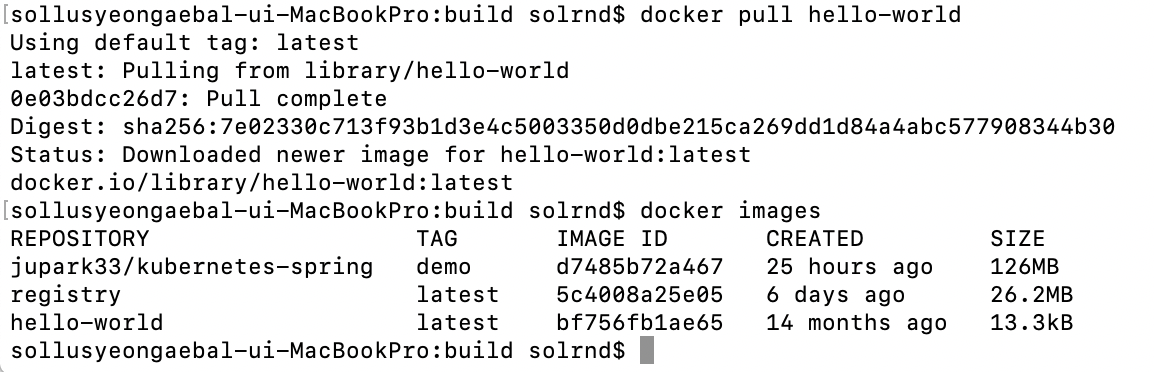 [sollusyeongaebal-ui-MacBookPro:build solrnd$ docker pull hello-world
Using default tag: latest
latest: Pulling from library/hello-world
0e03bdcc26d7: Pull complete
Digest: sha256:7e02330c713f93b1d3e4c5003350d0dbe215ca269dd1d84a4abc577908344b30
Status: Downloaded newer image for hello-world:latest
docker.io/library/hello-world:latest
[sollusyeongaebal-ui-MacBookPro:build solrnd$ docker images
REPOSITORY TAG IMAGE ID CREATED SIZE
jupark33/kubernetes-spring demo d7485b72a467 25 hours ago 126MB
registry latest 5c4008a25e05 6 days ago 26.2MB
hello-world latest bf756fb1ae65 14 months ago 13.3kB
sollusyeongaebal-ui-MacBookPro:build solrnd$